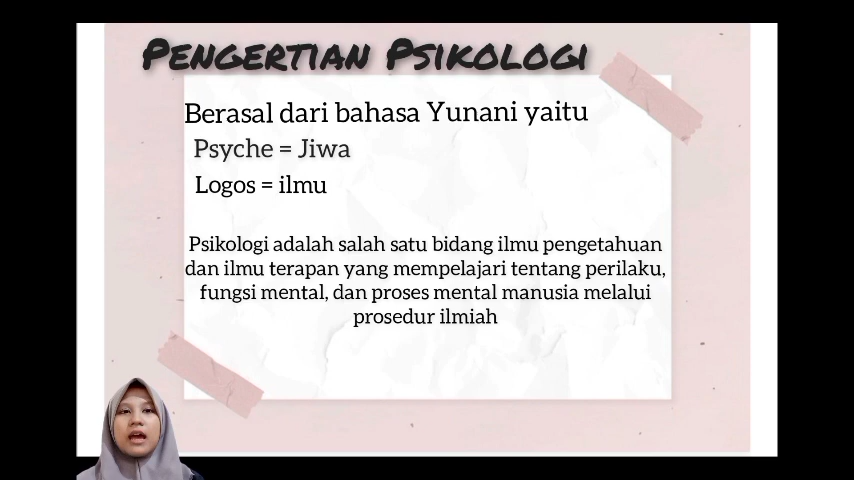 PENGERTIAN PSIKOLOGI
Berasal dari bahasa Yunani yaitu
Psyche = Jiwa
Logos = ilmu
Psikologi adalah salah satu bidang ilmu pengetahuan
dan ilmu terapan yang mempelajari tentang perilaku,
fungsi mental, dan proses mental manusia melalui
prosedur ilmiah